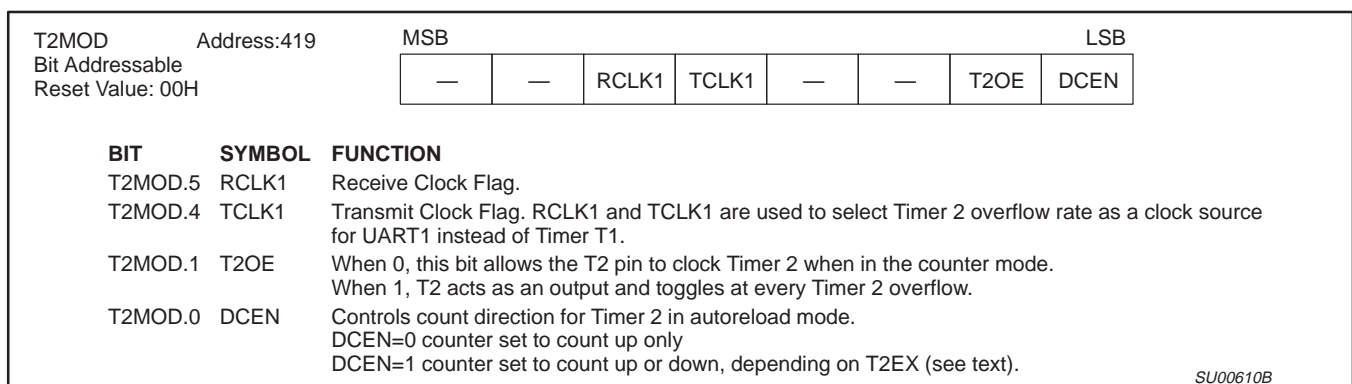 T2MOD Address:419 MSB LSB
Bit Addressable
Reset Value: 00H
— — RCLK1 TCLK1 — — T2OE DCEN
BIT SYMBOL FUNCTION
T2MOD.5 RCLK1 Receive Clock Flag.
T2MOD.4 TCLK1 Transmit Clock Flag. RCLK1 and TCLK1 are used to select Timer 2 overflow rate as a clock source
for UART1 instead of Timer T1.
T2MOD.1 T2OE When 0, this bit allows the T2 pin to clock Timer 2 when in the counter mode.
When 1, T2 acts as an output and toggles at every Timer 2 overflow.
T2MOD.0 DCEN Controls count direction for Timer 2 in autoreload mode.
DCEN=0 counter set to count up only
DCEN=1 counter set to count up or down, depending on T2EX (see text).
SU00610B